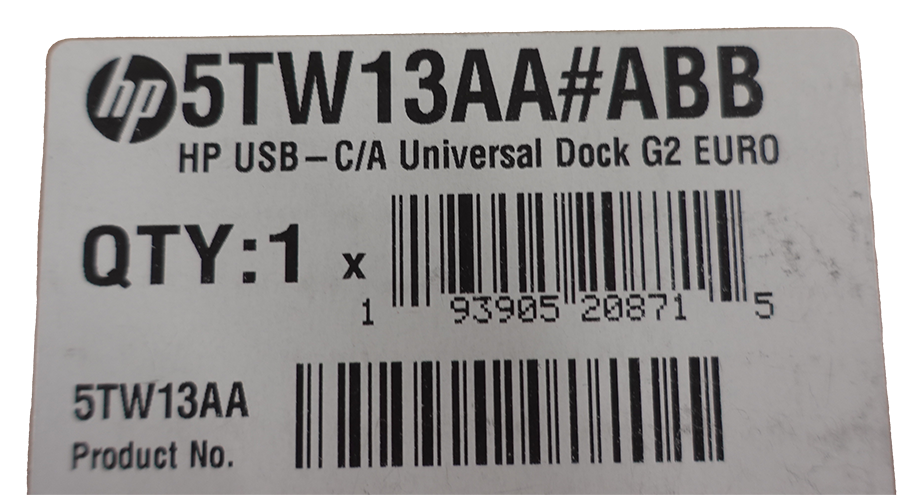 hp 5TW13AA#ABB
HP USB-C/A Universal Dock G2 EURO
QTY:1 x
1 93905 20871 5
5TW13AA
Product No.